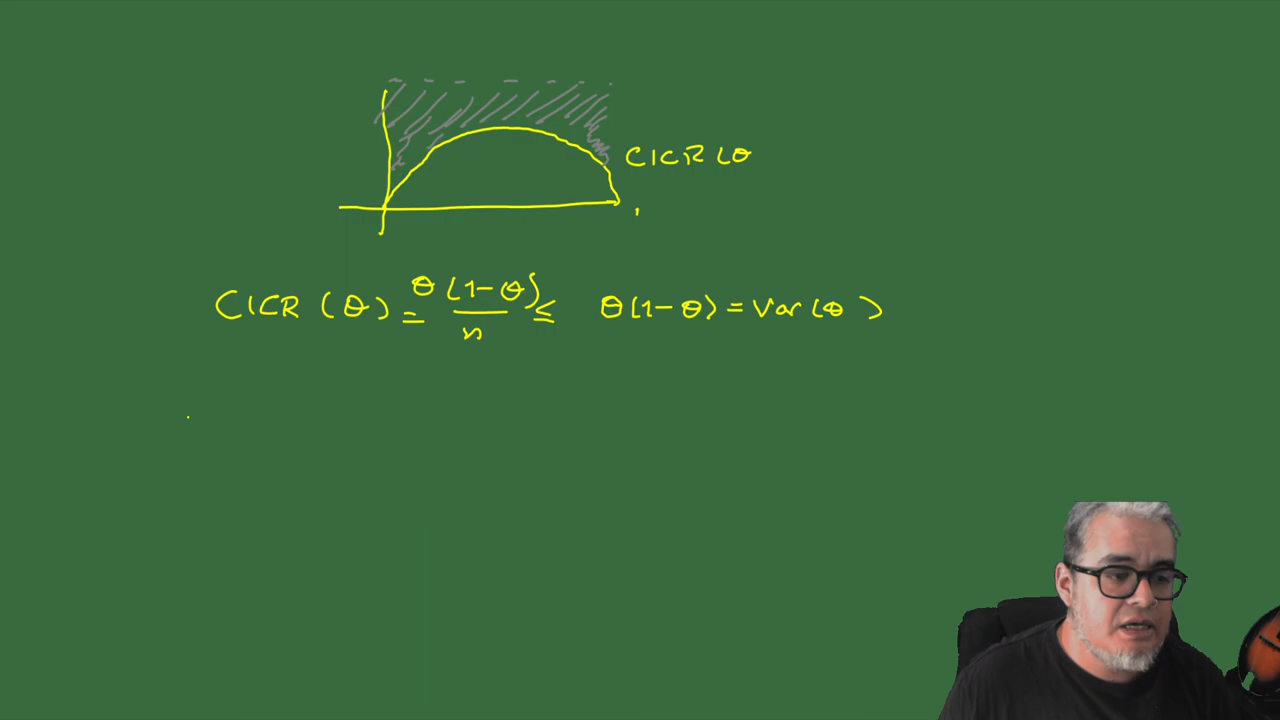 CICR (θ
CICR (θ) = θ(1-θ)/n ≤ θ(1-θ) = Var(θ )